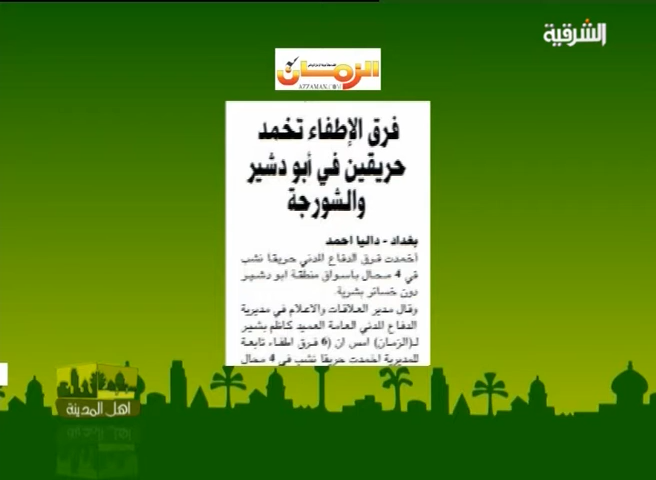 الشرقية
الزمان
AZZAMAN.COM
فرق الإطفاء تخمد
حريقين في أبو دشير
والشورجة
بغداد - داليا احمد
أخمدت فرق الدفاع المدني حريقا نشب
في 4 محال باسواق منطقة ابو دشير
دون خسائر بشرية.
وقال مدير العلاقات والاعلام في مديرية
الدفاع المدني العامة العميد كاظم بشير
لـ(الزمان) امس ان (6 فرق اطفاء تابعة
للمديرية اخمدت حريقا نشب في 4 محال
اهل المدينة